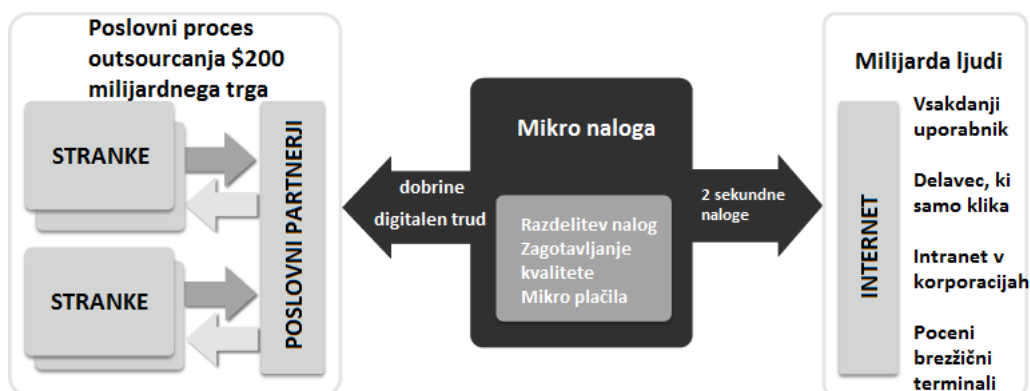 Poslovni proces
outsourcanja $200
milijardnega trga
STRANKE
STRANKE
POSLOVNI PARTNERJI
dobrine
digitalen trud
Mikro naloga
Razdelitev nalog
Zagotavljanje
kvalitete
Mikro plačila
2 sekundne
naloge
Milijarda ljudi
INTERNET
Vsakdanji
uporabnik
Delavec, ki
samo klika
Intranet v
korporacijah
Poceni
brezžični
terminali